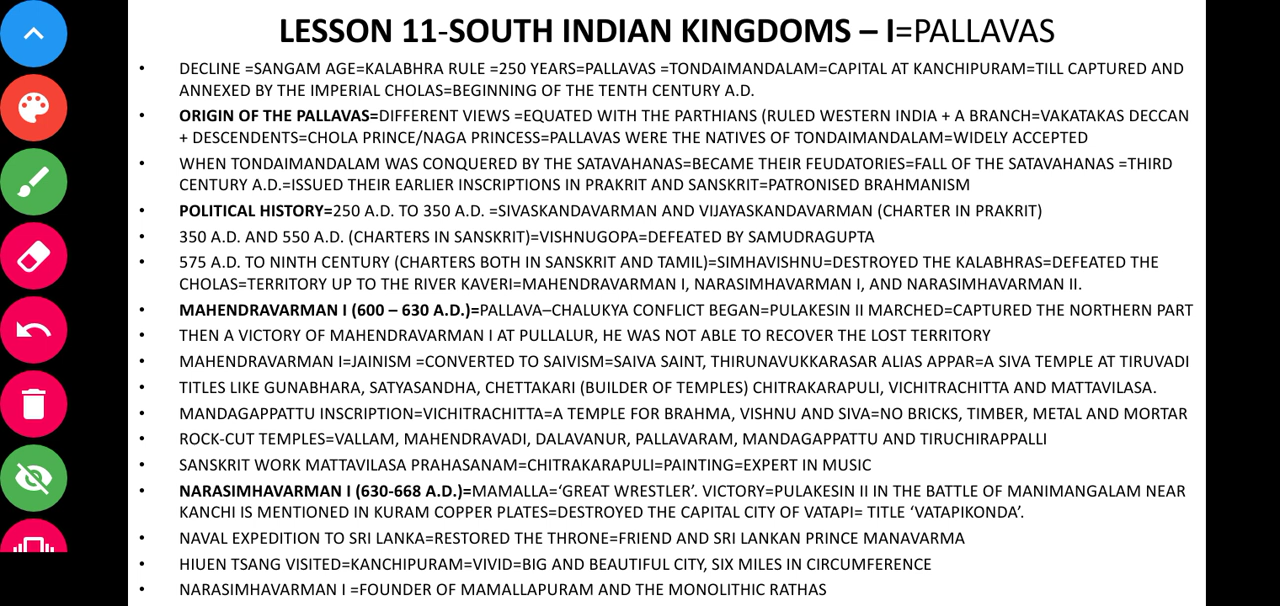 LESSON 11-SOUTH INDIAN KINGDOMS – I=PALLAVAS
• DECLINE =SANGAM AGE=KALABHRA RULE =250 YEARS=PALLAVAS =TONDAIMANDALAM=CAPITAL AT KANCHIPURAM=TILL CAPTURED AND
ANNEXED BY THE IMPERIAL CHOLAS=BEGINNING OF THE TENTH CENTURY A.D.
• ORIGIN OF THE PALLAVAS=DIFFERENT VIEWS =EQUATED WITH THE PARTHIANS (RULED WESTERN INDIA + A BRANCH=VAKATAKAS DECCAN
+ DESCENDENTS=CHOLA PRINCE/NAGA PRINCESS=PALLAVAS WERE THE NATIVES OF TONDAIMANDALAM=WIDELY ACCEPTED
• WHEN TONDAIMANDALAM WAS CONQUERED BY THE SATAVAHANAS=BECAME THEIR FEUDATORIES=FALL OF THE SATAVAHANAS =THIRD
CENTURY A.D.=ISSUED THEIR EARLIER INSCRIPTIONS IN PRAKRIT AND SANSKRIT=PATRONISED BRAHMANISM
• POLITICAL HISTORY=250 A.D. TO 350 A.D. =SIVASKANDAVARMAN AND VIJAYASKANDAVARMAN (CHARTER IN PRAKRIT)
• 350 A.D. AND 550 A.D. (CHARTERS IN SANSKRIT)=VISHNUGOPA=DEFEATED BY SAMUDRAGUPTA
• 575 A.D. TO NINTH CENTURY (CHARTERS BOTH IN SANSKRIT AND TAMIL)=SIMHAVISHNU=DESTROYED THE KALABHRAS=DEFEATED THE
CHOLAS=TERRITORY UP TO THE RIVER KAVERI=MAHENDRAVARMAN I, NARASIMHAVARMAN I, AND NARASIMHAVARMAN II.
• MAHENDRAVARMAN I (600 – 630 A.D.)=PALLAVA–CHALUKYA CONFLICT BEGAN=PULAKESIN II MARCHED=CAPTURED THE NORTHERN PART
• THEN A VICTORY OF MAHENDRAVARMAN I AT PULLALUR, HE WAS NOT ABLE TO RECOVER THE LOST TERRITORY
• MAHENDRAVARMAN I=JAINISM =CONVERTED TO SAIVISM=SAIVA SAINT, THIRUNAVUKKARASAR ALIAS APPAR=A SIVA TEMPLE AT TIRUVADI
• TITLES LIKE GUNABHARA, SATYASANDHA, CHETTAKARI (BUILDER OF TEMPLES) CHITRAKARAPULI, VICHITRACHITTA AND MATTAVILASA.
• MANDAGAPPATTU INSCRIPTION=VICHITRACHITTA=A TEMPLE FOR BRAHMA, VISHNU AND SIVA=NO BRICKS, TIMBER, METAL AND MORTAR
• ROCK-CUT TEMPLES=VALLAM, MAHENDRAVADI, DALAVANUR, PALLAVARAM, MANDAGAPPATTU AND TIRUCHIRAPPALLI
• SANSKRIT WORK MATTAVILASA PRAHASANAM=CHITRAKARAPULI=PAINTING=EXPERT IN MUSIC
• NARASIMHAVARMAN I (630-668 A.D.)=MAMALLA=‘GREAT WRESTLER’. VICTORY=PULAKESIN II IN THE BATTLE OF MANIMANGALAM NEAR
KANCHI IS MENTIONED IN KURAM COPPER PLATES=DESTROYED THE CAPITAL CITY OF VATAPI= TITLE ‘VATAPIKONDA’.
• NAVAL EXPEDITION TO SRI LANKA=RESTORED THE THRONE=FRIEND AND SRI LANKAN PRINCE MANAVARMA
• HIUEN TSANG VISITED=KANCHIPURAM=VIVID=BIG AND BEAUTIFUL CITY, SIX MILES IN CIRCUMFERENCE
• NARASIMHAVARMAN I =FOUNDER OF MAMALLAPURAM AND THE MONOLITHIC RATHAS